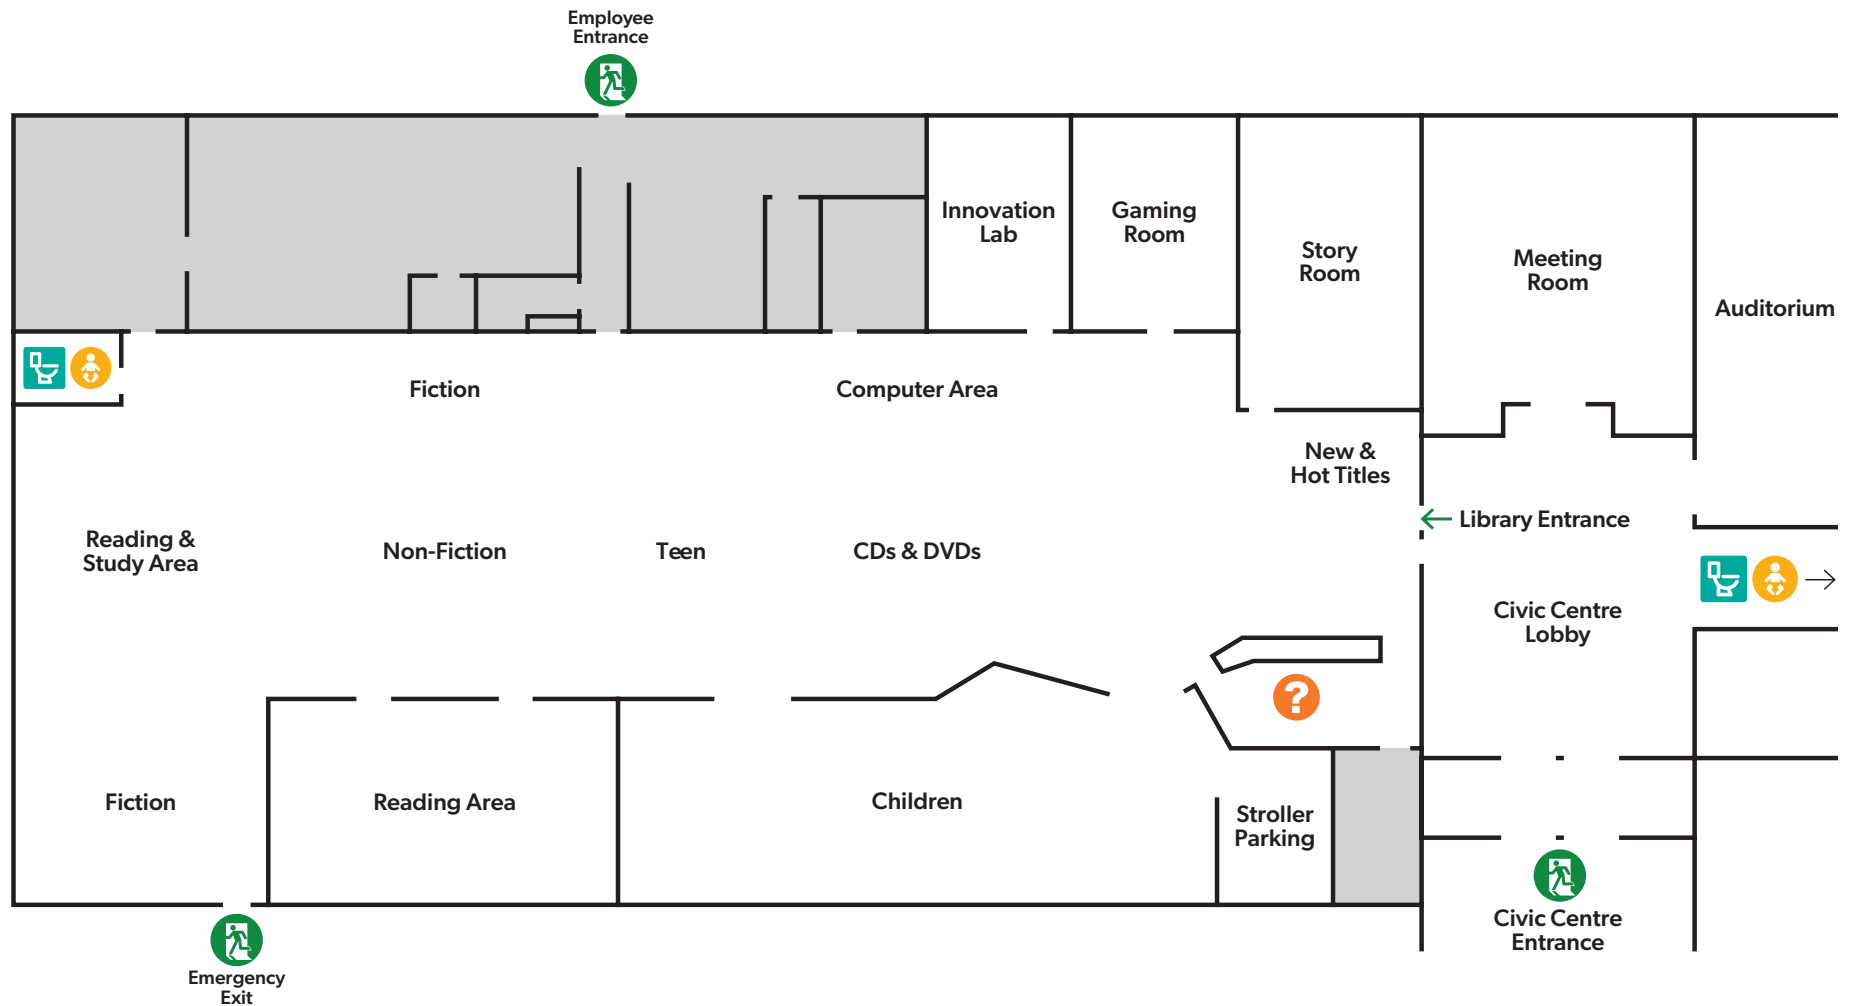 Employee
Entrance
Innovation
Lab
Gaming
Room
Story
Room
Meeting
Room
Auditorium
Fiction
Computer Area
New &
Hot Titles
Library Entrance
Reading &
Study Area
Non-Fiction
Teen
CDs & DVDs
Civic Centre
Lobby
?
Fiction
Reading Area
Children
Stroller
Parking
Civic Centre
Entrance
Emergency
Exit